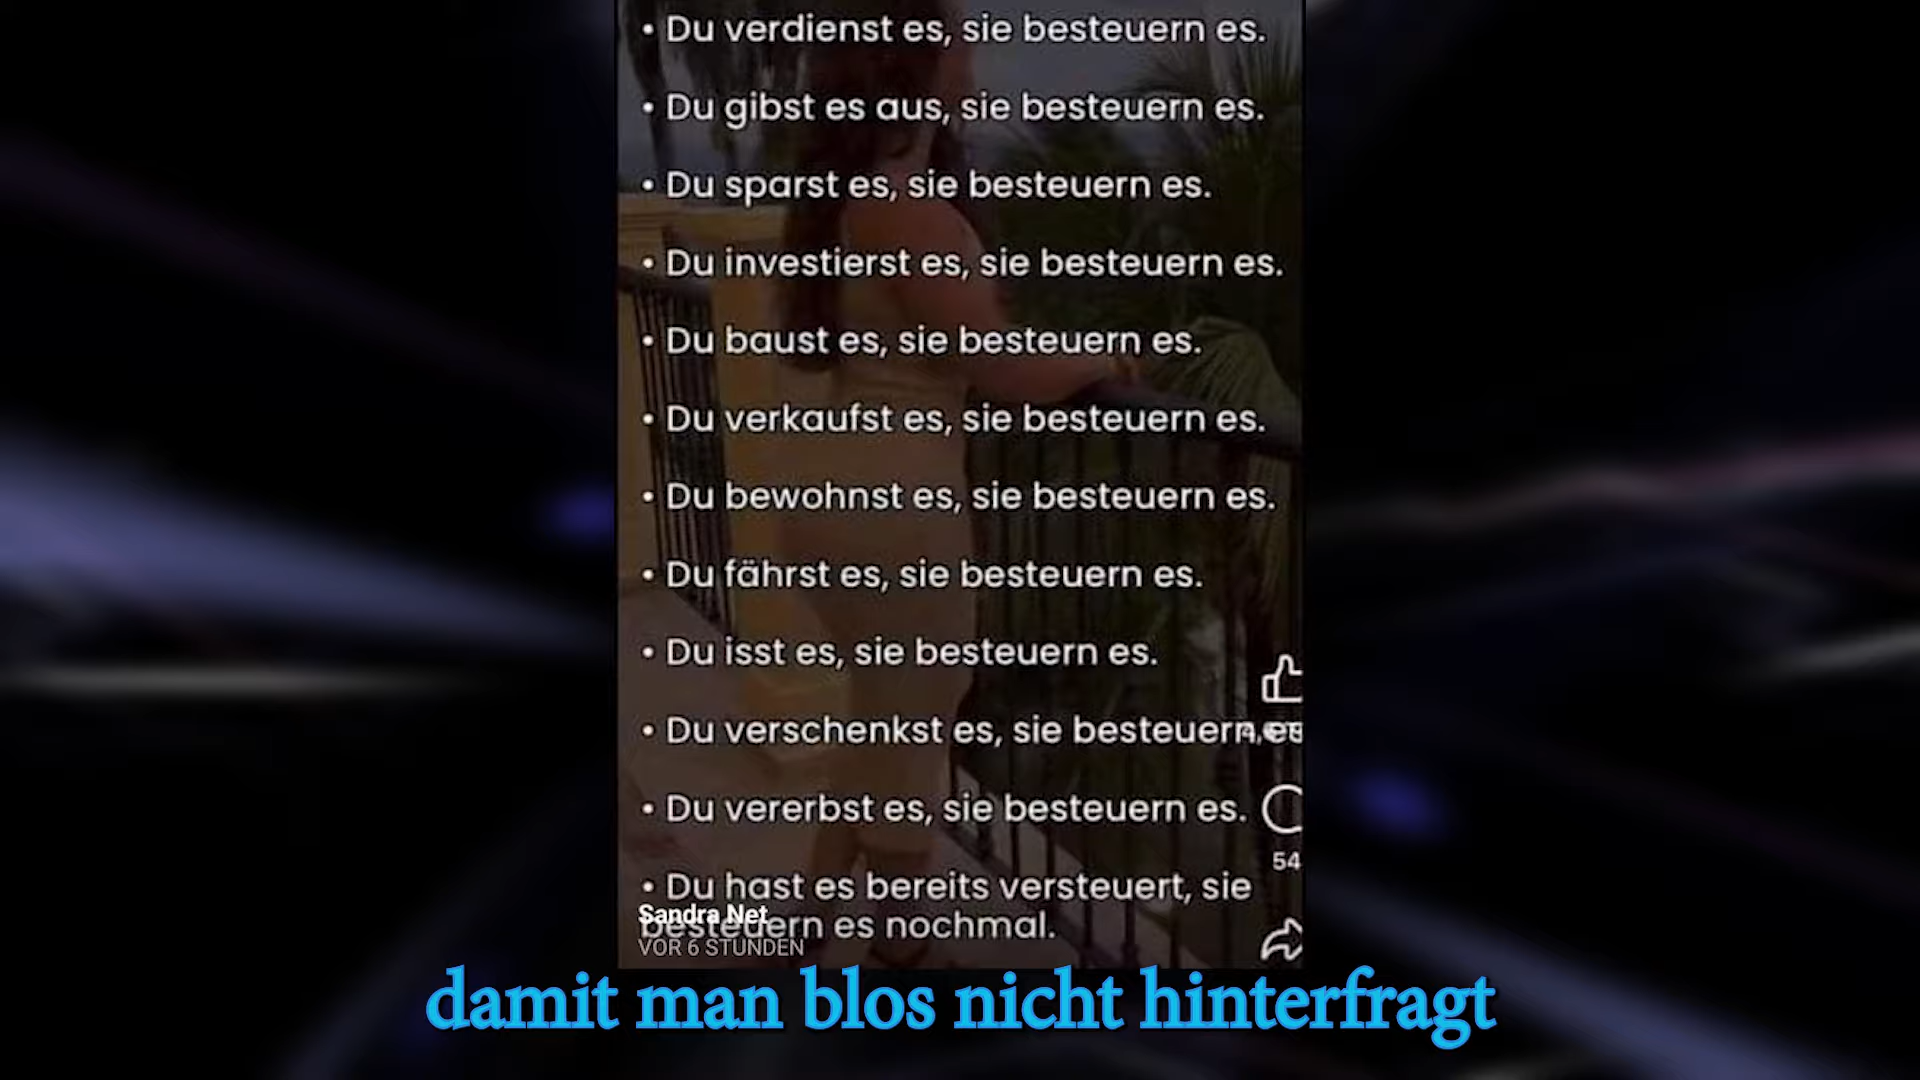 • Du verdienst es, sie besteuern es.
• Du gibst es aus, sie besteuern es.
• Du sparst es, sie besteuern es.
• Du investierst es, sie besteuern es.
• Du baust es, sie besteuern es.
• Du verkaufst es, sie besteuern es.
• Du bewohnst es, sie besteuern es.
• Du fährst es, sie besteuern es.
• Du isst es, sie besteuern es.
• Du verschenkst es, sie besteuern es
• Du vererbst es, sie besteuern es.
54
• Du hast es bereits versteuert, sie
Sandra Net
besteuern es nochmal.
VOR 6 STUNDEN
damit man blos nicht hinterfragt